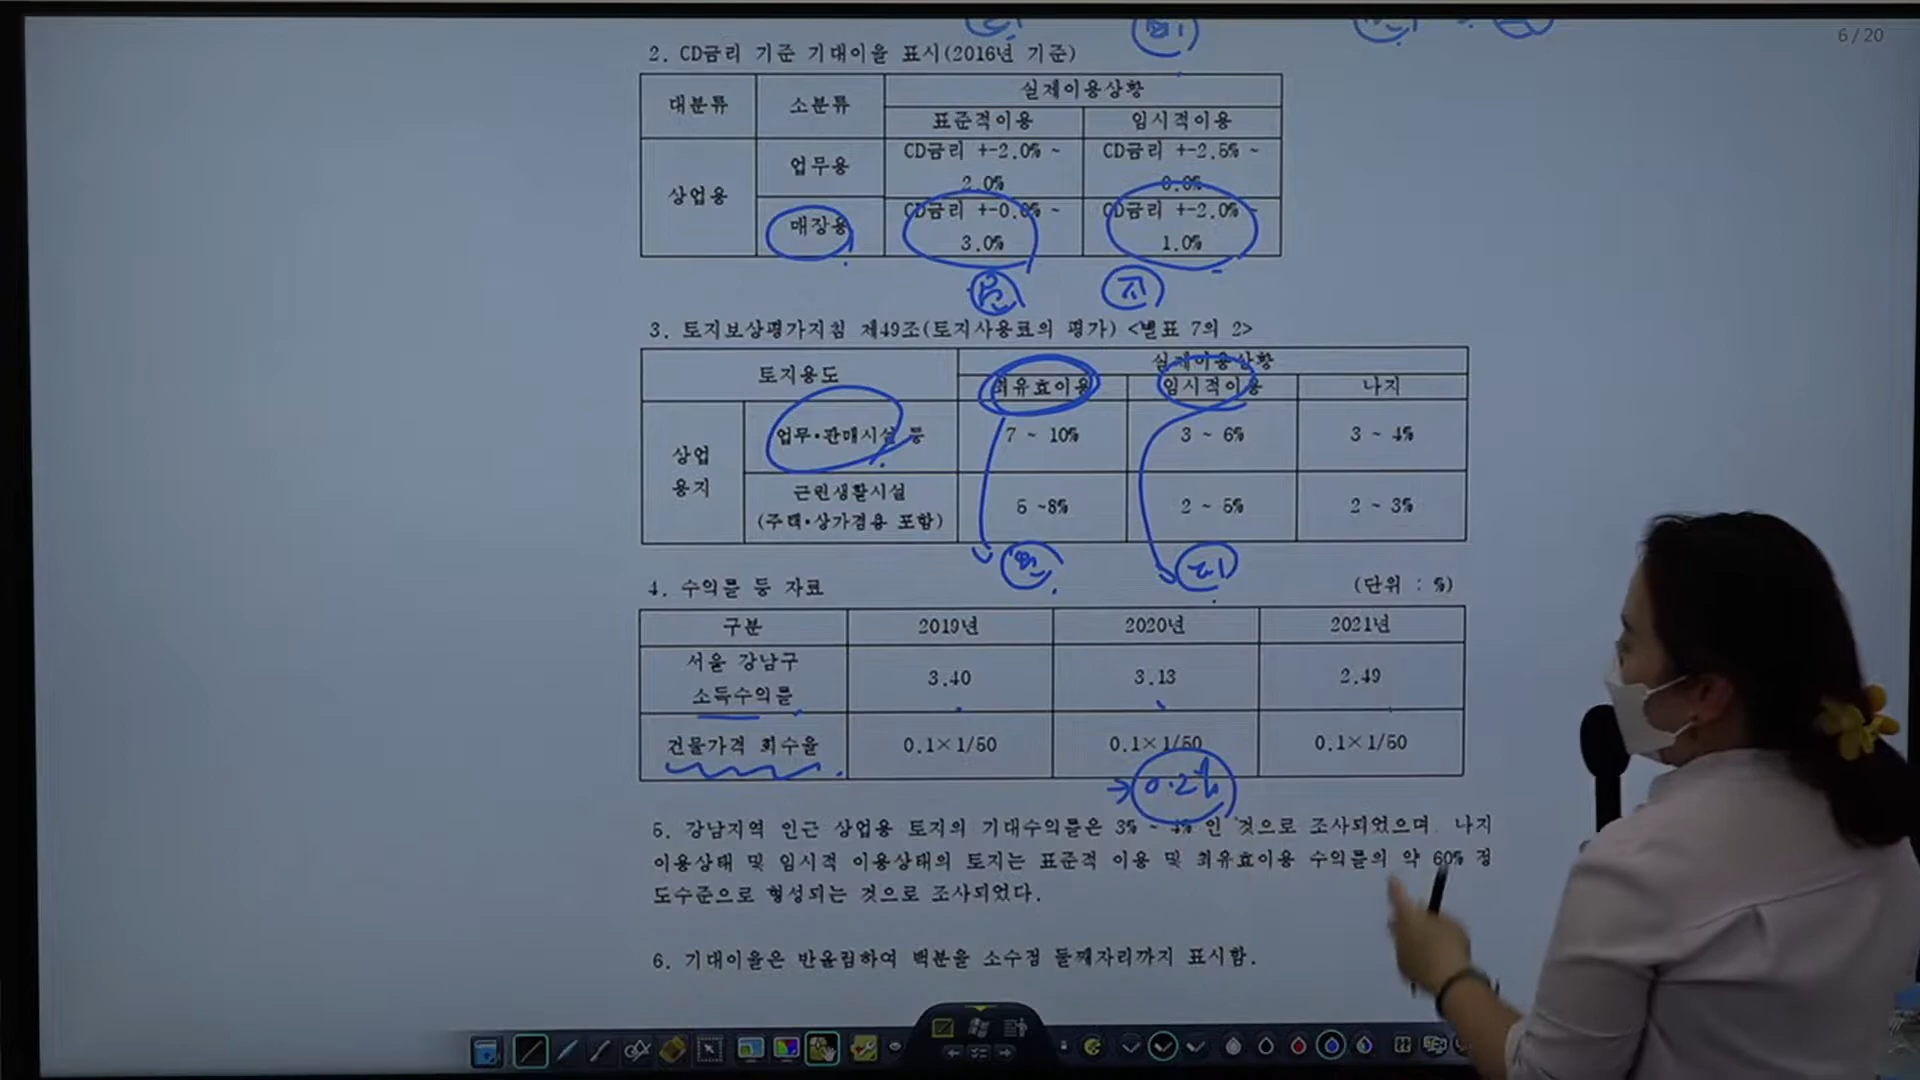 6 / 20
2. CD금리 기준 기대이율 표시(2016년 기준)
대분류 소분류 실제이용상황
표준적이용 임시적이용
상업용 업무용 CD금리 +-2.0% ~ 2.0% CD금리 +-2.5% ~ 0.0%
매장용 CD금리 +-0.0% ~ 3.0% CD금리 +-2.0% ~ 1.0%
3. 토지보상평가지침 제49조(토지사용료의 평가) <별표 7의 2>
토지용도 실제이용상황
최유효이용 임시적이용 나지
상업용지 업무·판매시설 등 7 ~ 10% 3 ~ 6% 3 ~ 4%
근린생활시설 (주택·상가겸용 포함) 5 ~8% 2 ~ 5% 2 ~ 3%
4. 수익률 등 자료 (단위 : %)
구분 2019년 2020년 2021년
서울 강남구 소득수익률 3.40 3.13 2.49
건물가격 회수율 0.1×1/50 0.1×1/50 0.1×1/50
0.2%
5. 강남지역 인근 상업용 토지의 기대수익률은 3% ~ 4% 인 것으로 조사되었으며, 나지
이용상태 및 임시적 이용상태의 토지는 표준적 이용 및 최유효이용 수익률의 약 60% 정
도수준으로 형성되는 것으로 조사되었다.
6. 기대이율은 반올림하여 백분율 소수점 둘째자리까지 표시함.